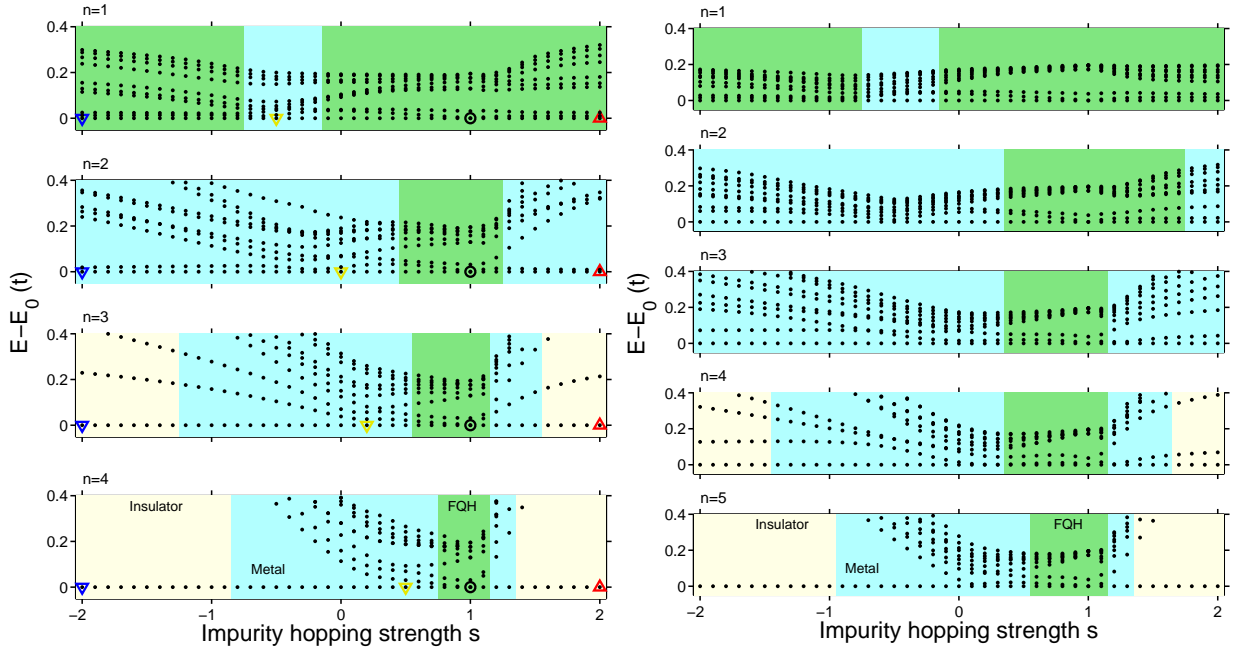 n=1
0.4
0.2
0
n=2
0.4
0.2
0
n=3
0.4
0.2
0
n=4
0.4
Insulator
FQH
0.2
Metal
0
−2
−1
0
1
2
E−E0 (t)
Impurity hopping strength s
n=1
0.4
0.2
0
n=2
0.4
0.2
0
n=3
0.4
0.2
0
n=4
0.4
0.2
0
n=5
0.4
Insulator
FQH
0.2
Metal
0
−2
−1
0
1
2
E−E0 (t)
Impurity hopping strength s